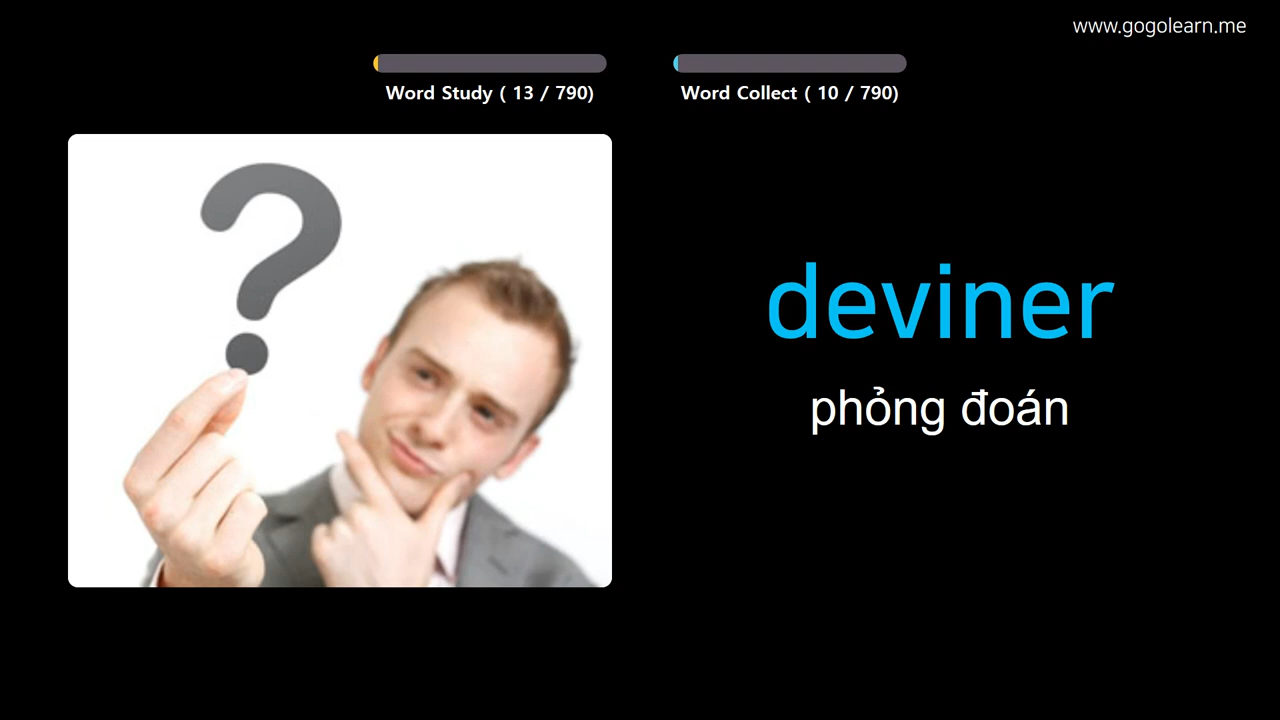 www.gogolearn.me
Word Study ( 13 / 790)
Word Collect ( 10 / 790)
?
deviner
phỏng đoán